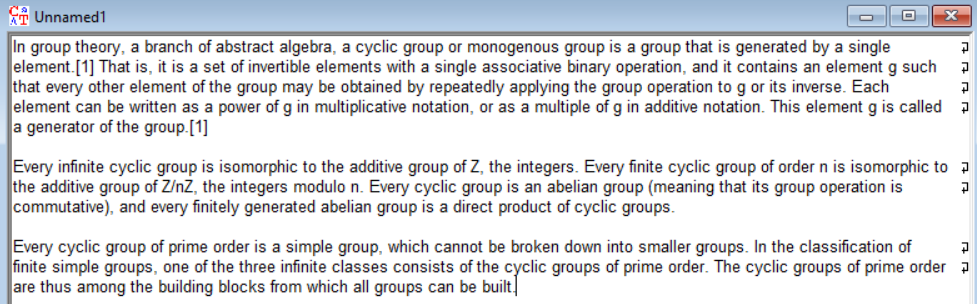 Unnamed1
In group theory, a branch of abstract algebra, a cyclic group or monogenous group is a group that is generated by a single
element.[1] That is, it is a set of invertible elements with a single associative binary operation, and it contains an element g such
that every other element of the group may be obtained by repeatedly applying the group operation to g or its inverse. Each
element can be written as a power of g in multiplicative notation, or as a multiple of g in additive notation. This element g is called
a generator of the group.[1]
Every infinite cyclic group is isomorphic to the additive group of Z, the integers. Every finite cyclic group of order n is isomorphic to
the additive group of Z/nZ, the integers modulo n. Every cyclic group is an abelian group (meaning that its group operation is
commutative), and every finitely generated abelian group is a direct product of cyclic groups.
Every cyclic group of prime order is a simple group, which cannot be broken down into smaller groups. In the classification of
finite simple groups, one of the three infinite classes consists of the cyclic groups of prime order. The cyclic groups of prime order
are thus among the building blocks from which all groups can be built.